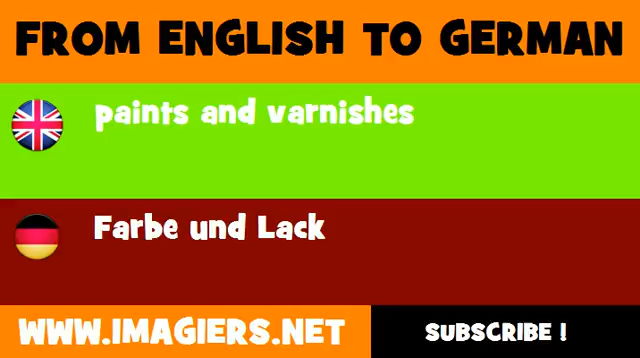 FROM ENGLISH TO GERMAN
paints and varnishes
Farbe und Lack
WWW.IMAGIERS.NET
SUBSCRIBE !